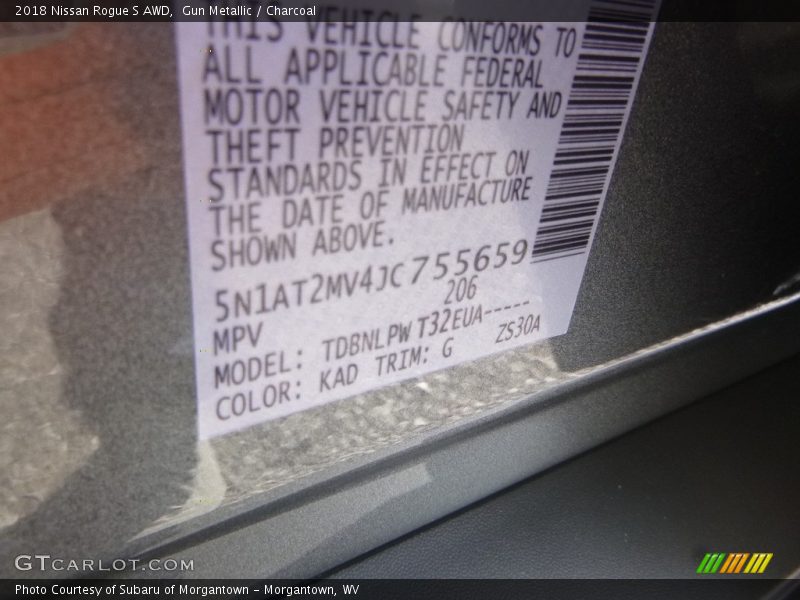 2018 Nissan Rogue S AWD, Gun Metallic / Charcoal
THIS VEHICLE CONFORMS TO
ALL APPLICABLE FEDERAL
MOTOR VEHICLE SAFETY AND
THEFT PREVENTION
STANDARDS IN EFFECT ON
THE DATE OF MANUFACTURE
SHOWN ABOVE.
5N1AT2MV4JC755659
MPV 206
MODEL: TDBNLPW T32EUA-----
COLOR: KAD TRIM: G ZS30A
GTCARLOT.COM
Photo Courtesy of Subaru of Morgantown - Morgantown, WV